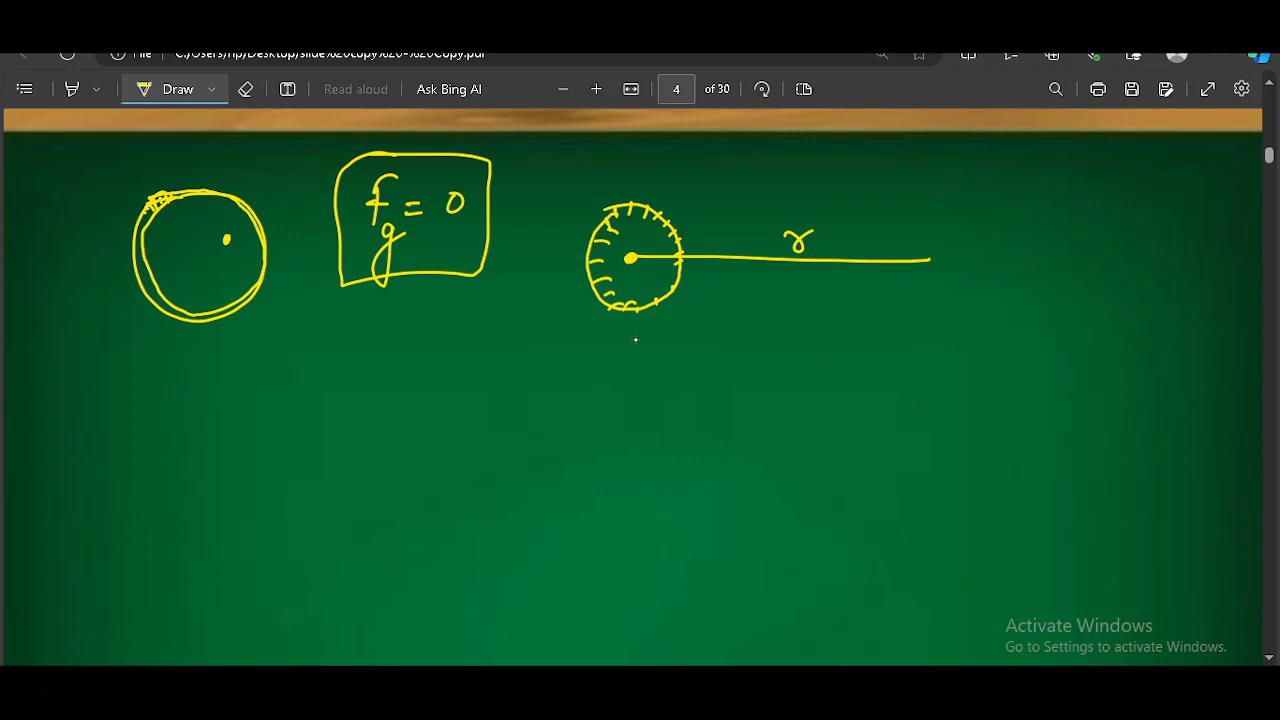 File C:/Users/hp/Desktop/slide%20copy%20-%20Copy.pdf
Draw Read aloud Ask Bing AI 4 of 30
Fg = 0
r
Activate Windows
Go to Settings to activate Windows.